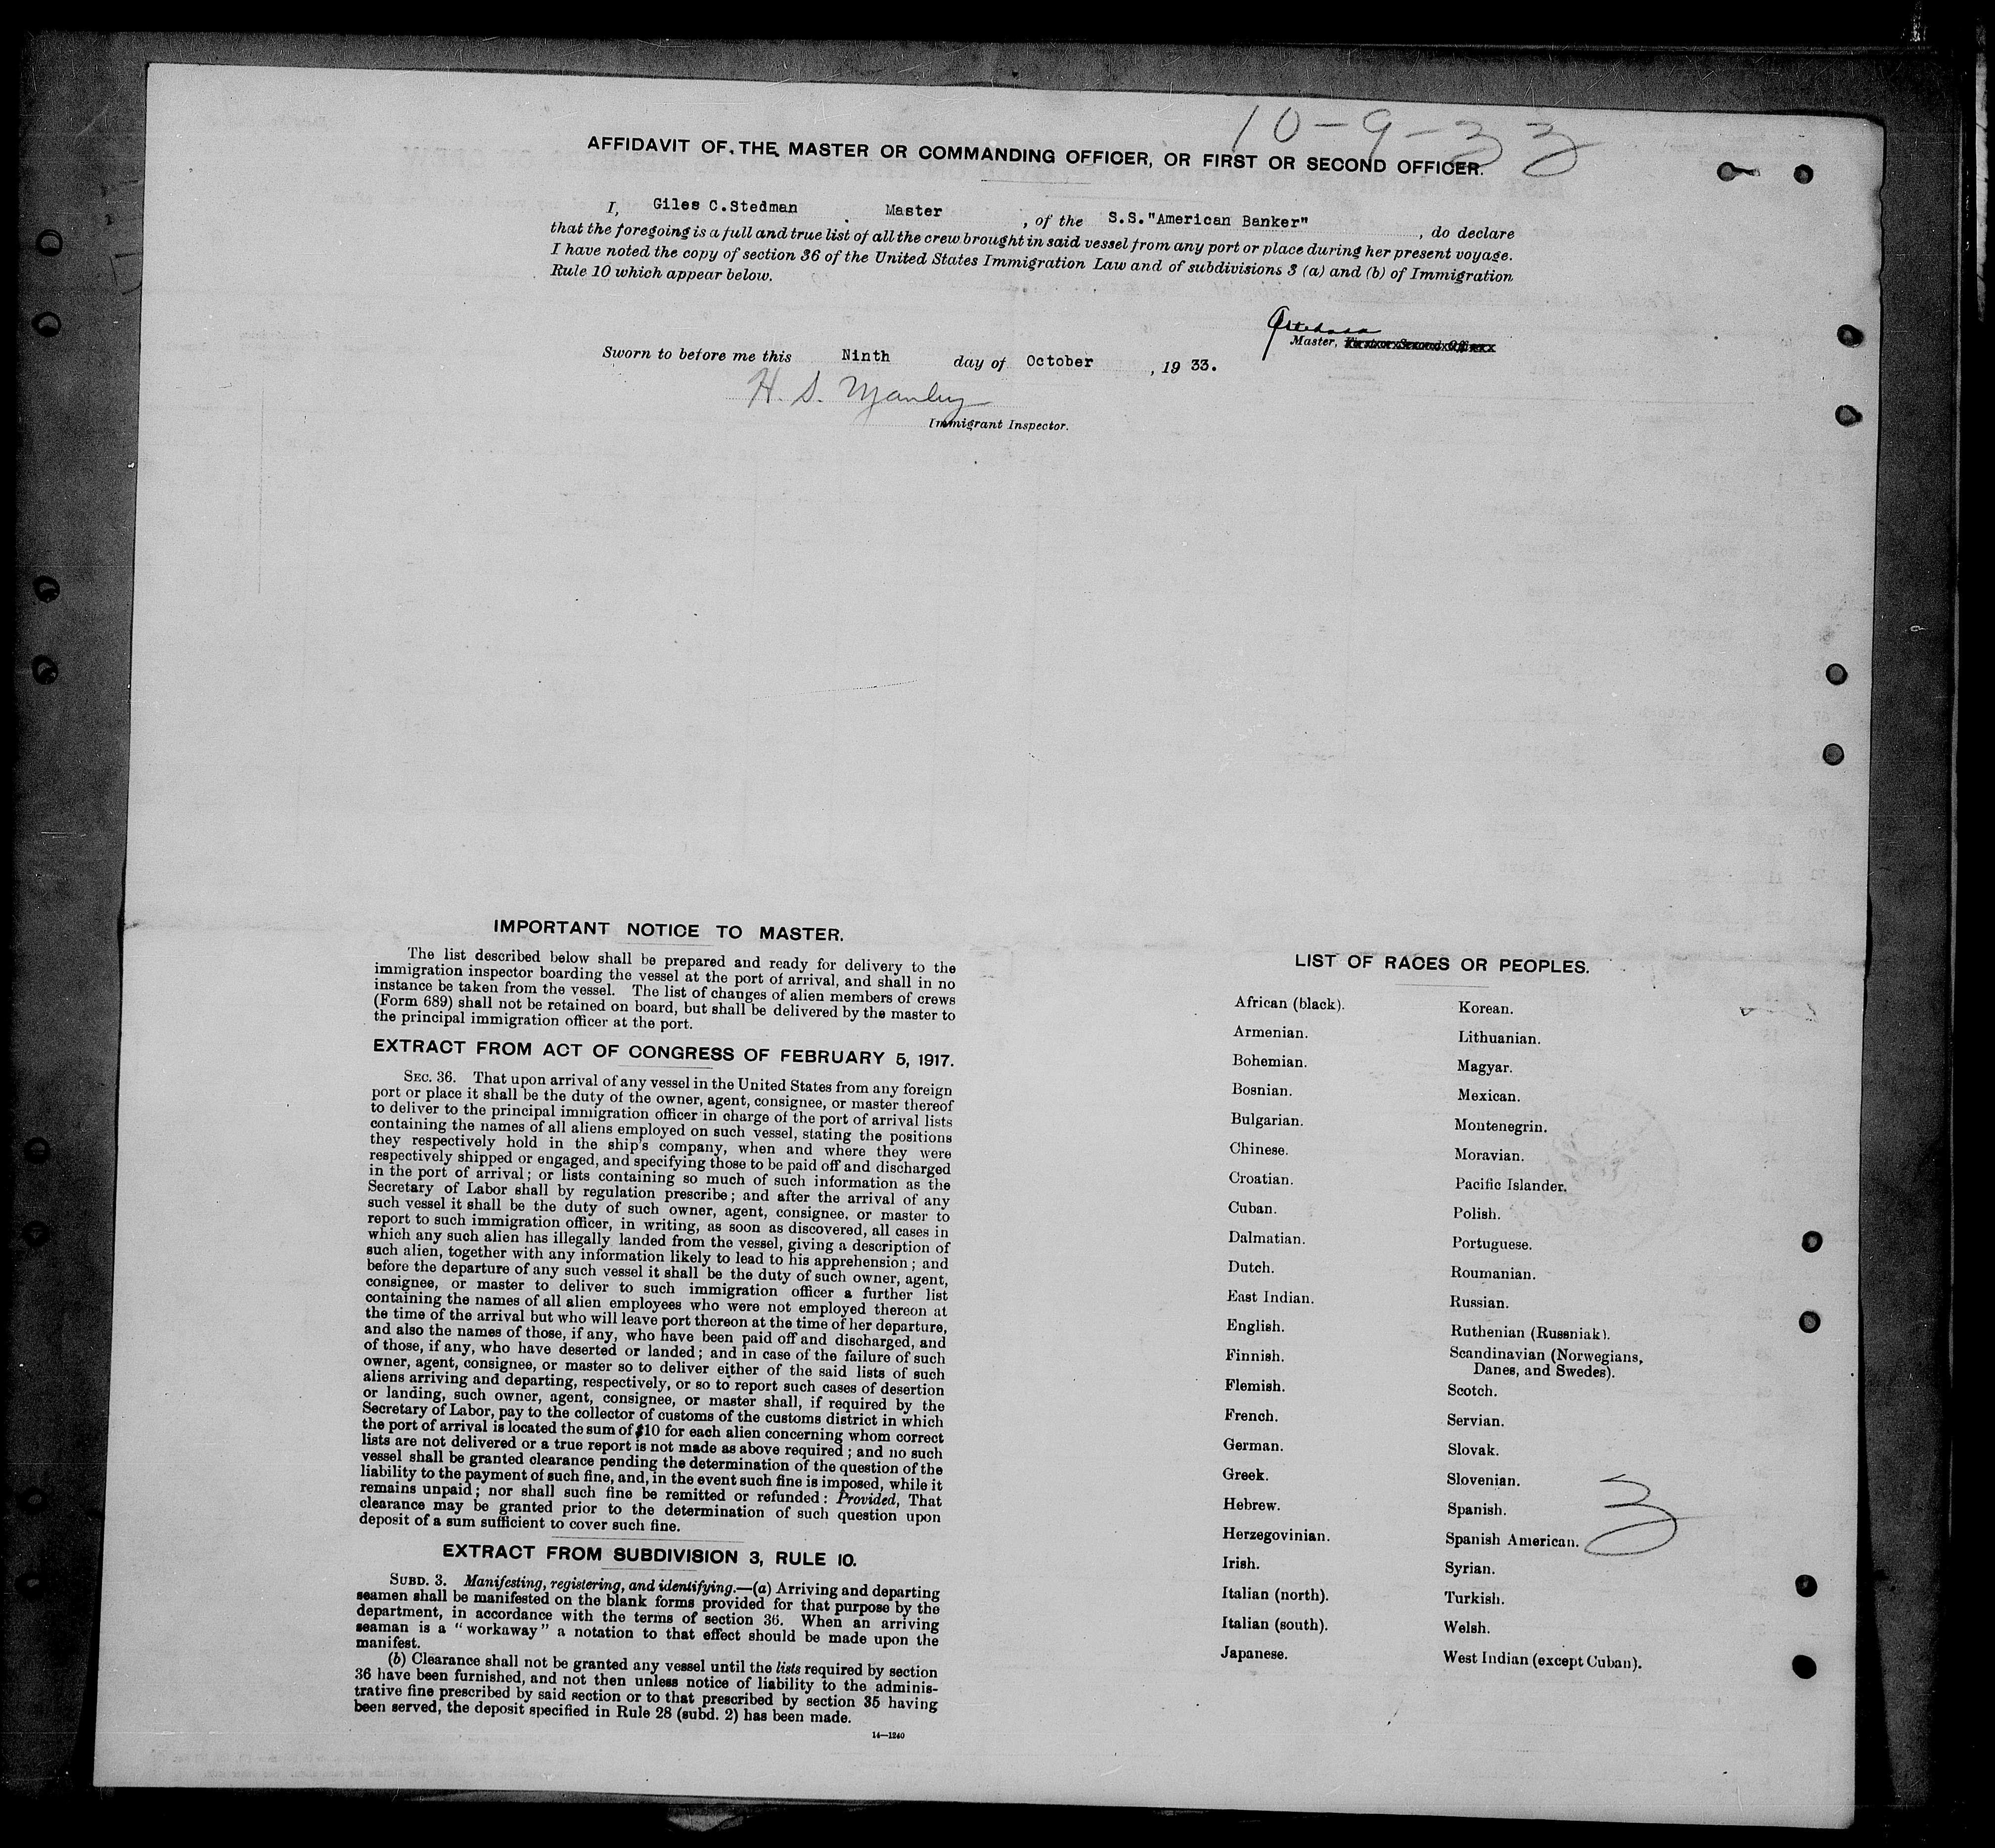 10-9-33
AFFIDAVIT OF THE MASTER OR COMMANDING OFFICER, OR FIRST OR SECOND OFFICER.
I, Giles C.Stedman Master, of the S.S."American Banker", do declare
that the foregoing is a full and true list of all the crew brought in said vessel from any port or place during her present voyage.
I have noted the copy of section 36 of the United States Immigration Law and of subdivisions 3 (a) and (b) of Immigration
Rule 10 which appear below.
Master, First or Second Officer
Sworn to before me this Ninth day of October, 19 33.
H. S. Manley
Immigrant Inspector.
IMPORTANT NOTICE TO MASTER.
The list described below shall be prepared and ready for delivery to the
immigration inspector boarding the vessel at the port of arrival, and shall in no
instance be taken from the vessel. The list of changes of alien members of crews
(Form 689) shall not be retained on board, but shall be delivered by the master to
the principal immigration officer at the port.
EXTRACT FROM ACT OF CONGRESS OF FEBRUARY 5, 1917.
SEC. 36. That upon arrival of any vessel in the United States from any foreign
port or place it shall be the duty of the owner, agent, consignee, or master thereof
to deliver to the principal immigration officer in charge of the port of arrival lists
containing the names of all aliens employed on such vessel, stating the positions
they respectively hold in the ship's company, when and where they were
respectively shipped or engaged, and specifying those to be paid off and discharged
in the port of arrival; or lists containing so much of such information as the
Secretary of Labor shall by regulation prescribe; and after the arrival of any
such vessel it shall be the duty of such owner, agent, consignee, or master to
report to such immigration officer, in writing, as soon as discovered, all cases in
which any such alien has illegally landed from the vessel, giving a description of
such alien, together with any information likely to lead to his apprehension; and
before the departure of any such vessel it shall be the duty of such owner, agent,
consignee, or master to deliver to such immigration officer a further list
containing the names of all alien employees who were not employed thereon at
the time of the arrival but who will leave port thereon at the time of her departure,
and also the names of those, if any, who have been paid off and discharged, and
of those, if any, who have deserted or landed; and in case of the failure of such
owner, agent, consignee, or master so to deliver either of the said lists of such
aliens arriving and departing, respectively, or so to report such cases of desertion
or landing, such owner, agent, consignee, or master shall, if required by the
Secretary of Labor, pay to the collector of customs of the customs district in which
the port of arrival is located the sum of $10 for each alien concerning whom correct
lists are not delivered or a true report is not made as above required; and no such
vessel shall be granted clearance pending the determination of the question of the
liability to the payment of such fine, and, in the event such fine is imposed, while it
remains unpaid; nor shall such fine be remitted or refunded: Provided, That
clearance may be granted prior to the determination of such question upon
deposit of a sum sufficient to cover such fine.
EXTRACT FROM SUBDIVISION 3, RULE 10.
SUBD. 3. Manifesting, registering, and identifying.—(a) Arriving and departing
seamen shall be manifested on the blank forms provided for that purpose by the
department, in accordance with the terms of section 36. When an arriving
seaman is a "workaway" a notation to that effect should be made upon the
manifest.
(b) Clearance shall not be granted any vessel until the lists required by section
36 have been furnished, and not then unless notice of liability to the adminis-
trative fine prescribed by said section or to that prescribed by section 35 having
been served, the deposit specified in Rule 28 (subd. 2) has been made.
14—1240
LIST OF RACES OR PEOPLES.
African (black).
Armenian.
Bohemian.
Bosnian.
Bulgarian.
Chinese.
Croatian.
Cuban.
Dalmatian.
Dutch.
East Indian.
English.
Finnish.
Flemish.
French.
German.
Greek.
Hebrew.
Herzegovinian.
Irish.
Italian (north).
Italian (south).
Japanese.
Korean.
Lithuanian.
Magyar.
Mexican.
Montenegrin.
Moravian.
Pacific Islander.
Polish.
Portuguese.
Roumanian.
Russian.
Ruthenian (Russniak).
Scandinavian (Norwegians,
Danes, and Swedes).
Scotch.
Servian.
Slovak.
Slovenian.
Spanish.
Spanish American.
Syrian.
Turkish.
Welsh.
West Indian (except Cuban).
3